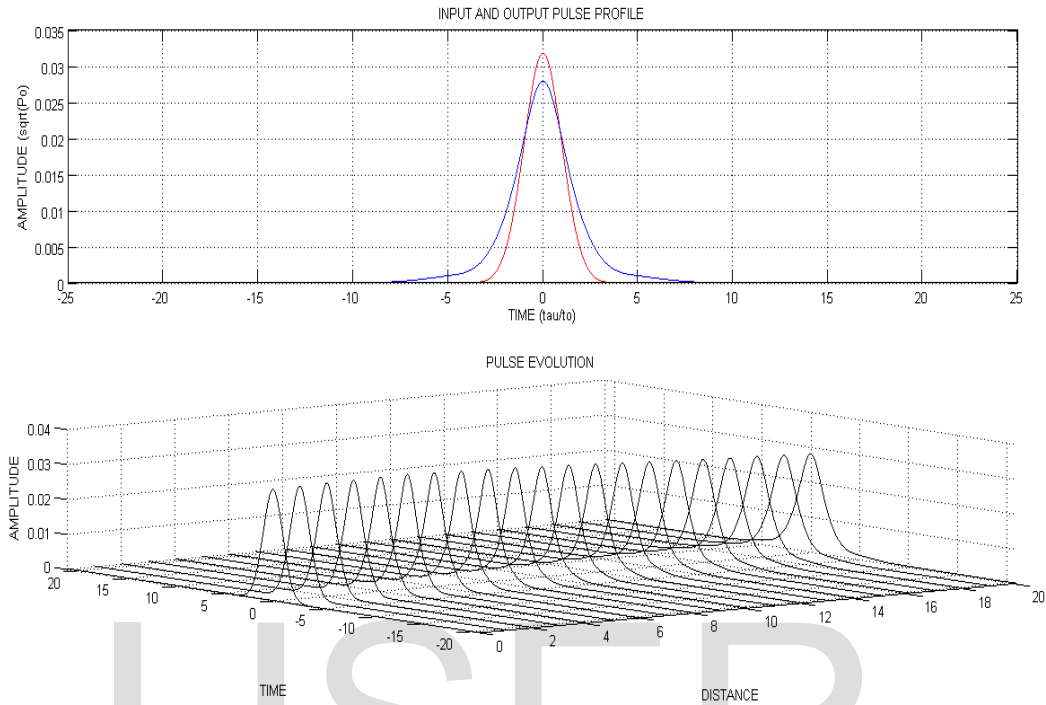 INPUT AND OUTPUT PULSE PROFILE
AMPLITUDE (sqrt(Po)
0.035
0.03
0.025
0.02
0.015
0.01
0.005
0
-25 -20 -15 -10 -5 0 5 10 15 20 25
TIME (tau/to)
PULSE EVOLUTION
AMPLITUDE
0.04
0.03
0.02
0.01
0
20 15 10 5 0 -5 -10 -15 -20
0 2 4 6 8 10 12 14 16 18 20
TIME
DISTANCE